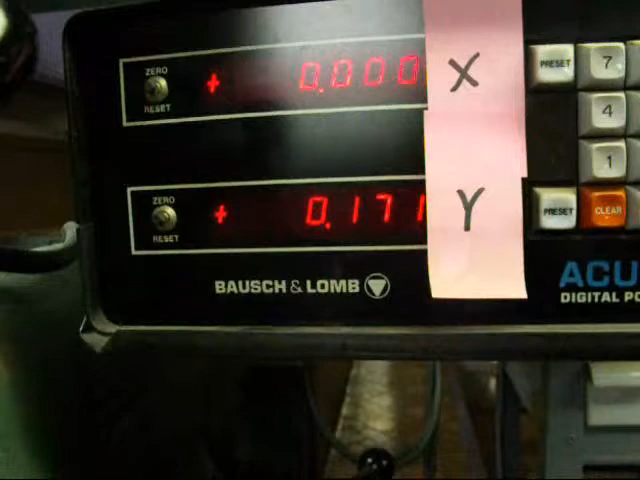 ZERO
+ 0.000 X PRESET 7
RESET
4
1
ZERO
+ 0.171 Y PRESET CLEAR
RESET
BAUSCH & LOMB ACU
DIGITAL PO